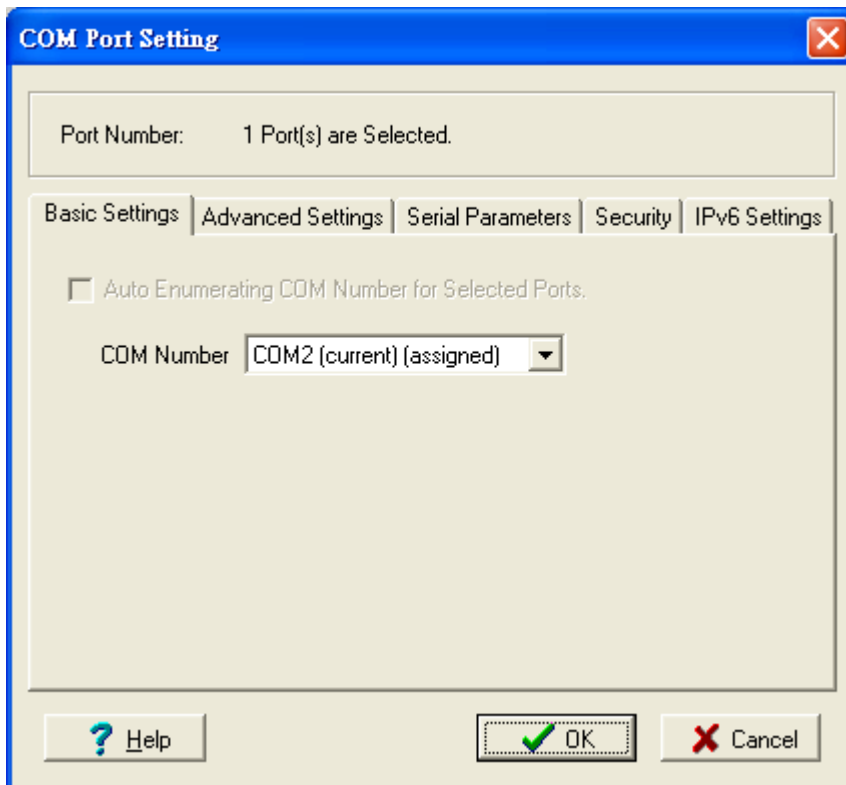 COM Port Setting
Port Number: 1 Port(s) are Selected.
Basic Settings Advanced Settings Serial Parameters Security IPv6 Settings
Auto Enumerating COM Number for Selected Ports.
COM Number COM2 (current) (assigned)
Help OK Cancel